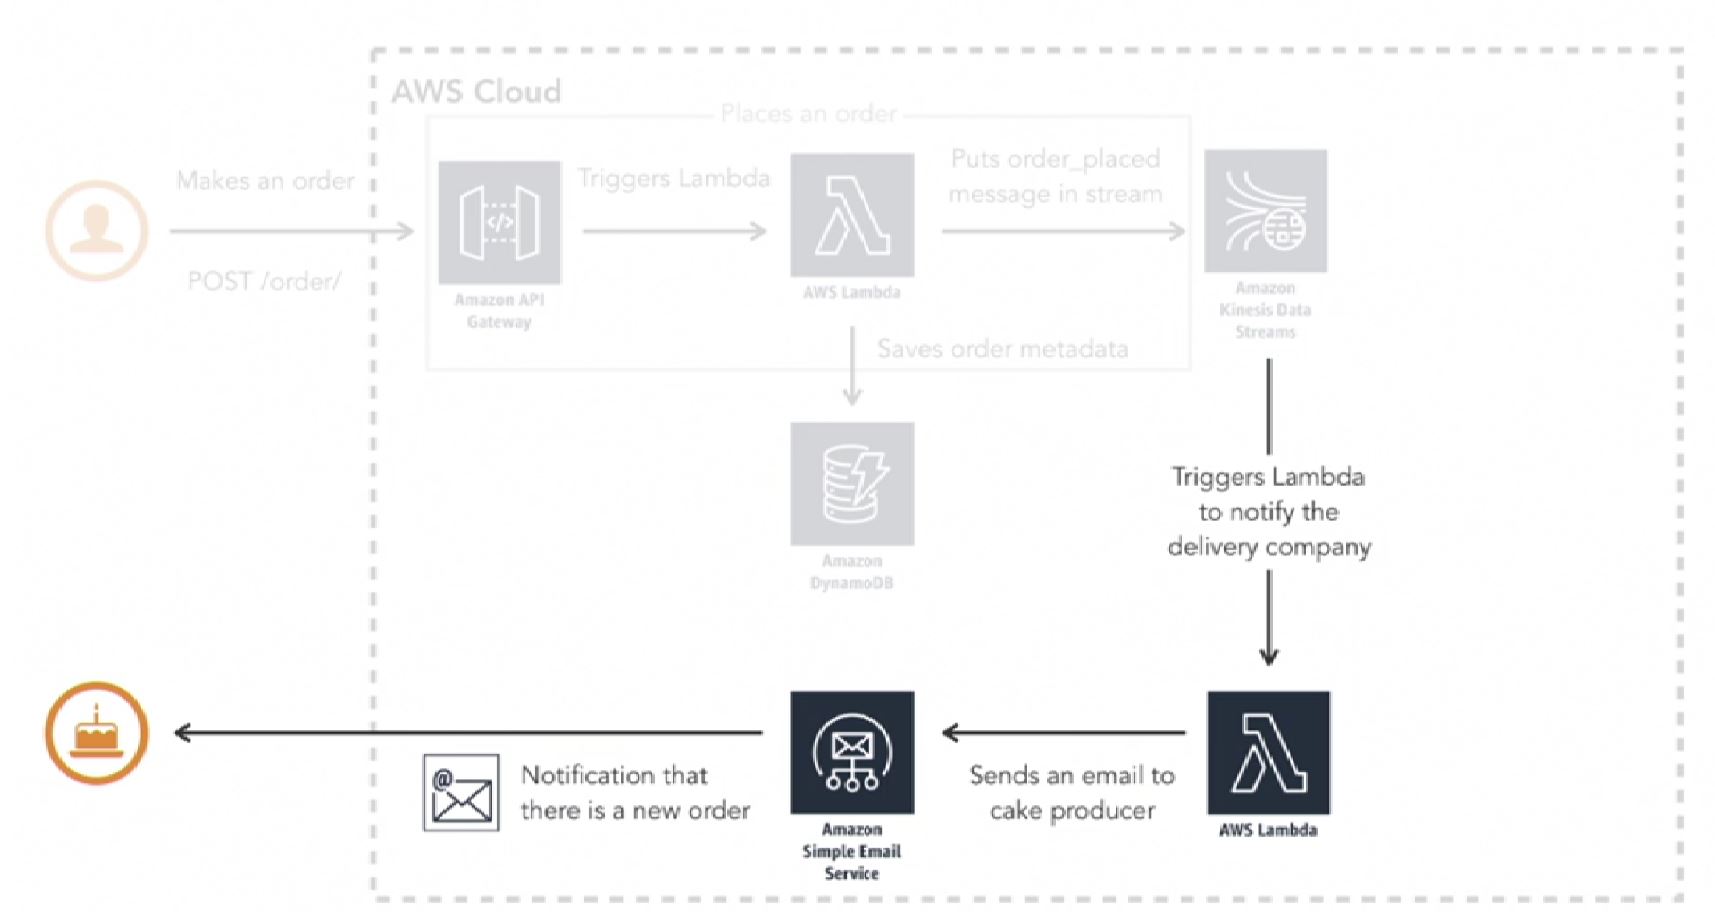 AWS Cloud
Places an order
Makes an order
POST /order/
Triggers Lambda
Puts order_placed
message in stream
</>
Amazon API
Gateway
AWS Lambda
Amazon
Kinesis Data
Streams
Saves order metadata
Amazon
DynamoDB
Triggers Lambda
to notify the
delivery company
@
Notification that
there is a new order
Amazon
Simple Email
Service
Sends an email to
cake producer
AWS Lambda